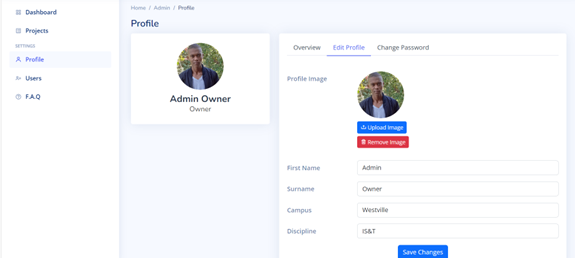 Dashboard
Projects
SETTINGS
Profile
Users
F.A.Q
Home / Admin / Profile
Profile
Admin Owner
Owner
Overview
Edit Profile
Change Password
Profile Image
Upload Image
Remove Image
First Name
Admin
Surname
Owner
Campus
Westville
Discipline
IS&T
Save Changes